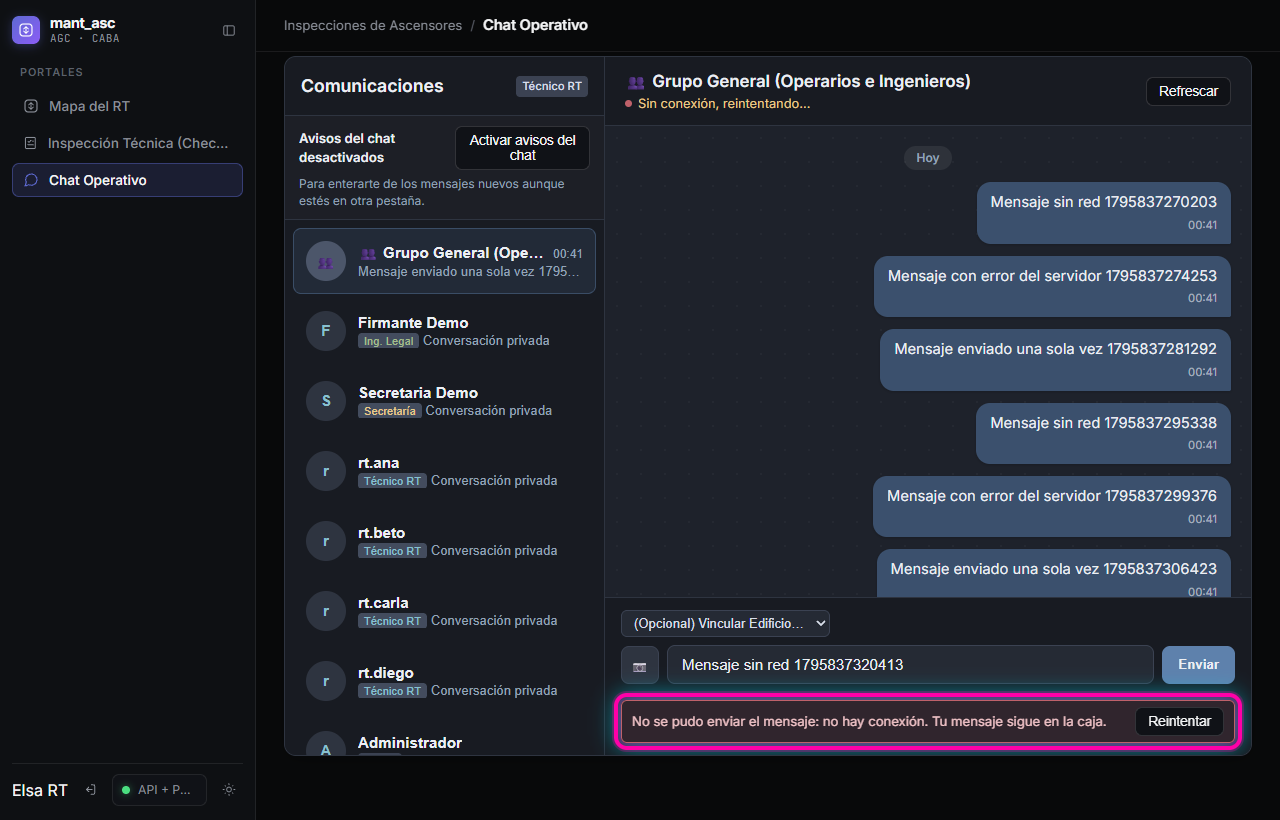 mant_asc
AGC · CABA
PORTALES
Mapa del RT
Inspección Técnica (Chec...
Chat Operativo
Elsa RT
API + P...
Inspecciones de Ascensores / Chat Operativo
Comunicaciones
Técnico RT
Avisos del chat desactivados
Activar avisos del chat
Para enterarte de los mensajes nuevos aunque
estés en otra pestaña.
Grupo General (Ope... 00:41
Mensaje enviado una sola vez 1795...
F
Firmante Demo
Ing. Legal Conversación privada
S
Secretaria Demo
Secretaría Conversación privada
r
rt.ana
Técnico RT Conversación privada
r
rt.beto
Técnico RT Conversación privada
r
rt.carla
Técnico RT Conversación privada
r
rt.diego
Técnico RT Conversación privada
A
Administrador
Grupo General (Operarios e Ingenieros)
Sin conexión, reintentando...
Refrescar
Hoy
Mensaje sin red 1795837270203
00:41
Mensaje con error del servidor 1795837274253
00:41
Mensaje enviado una sola vez 1795837281292
00:41
Mensaje sin red 1795837295338
00:41
Mensaje con error del servidor 1795837299376
00:41
Mensaje enviado una sola vez 1795837306423
00:41
(Opcional) Vincular Edificio...
Mensaje sin red 1795837320413
Enviar
No se pudo enviar el mensaje: no hay conexión. Tu mensaje sigue en la caja.
Reintentar